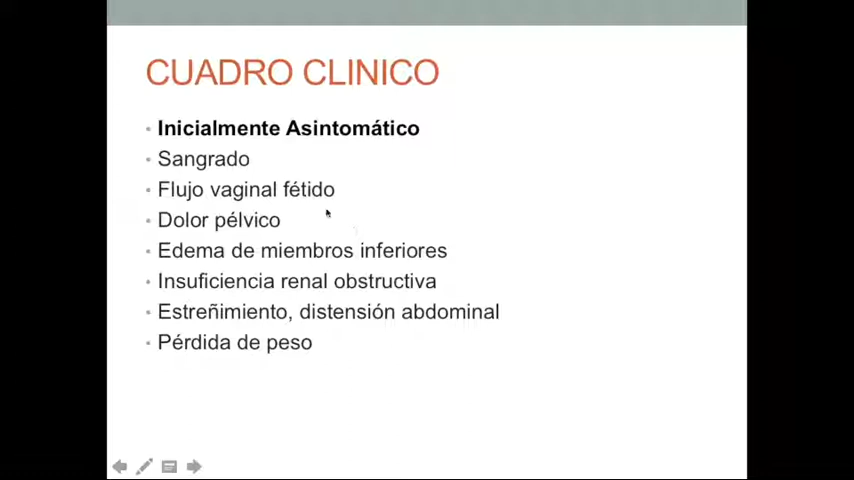 CUADRO CLINICO
Inicialmente Asintomático
Sangrado
Flujo vaginal fétido
Dolor pélvico
Edema de miembros inferiores
Insuficiencia renal obstructiva
Estreñimiento, distensión abdominal
Pérdida de peso